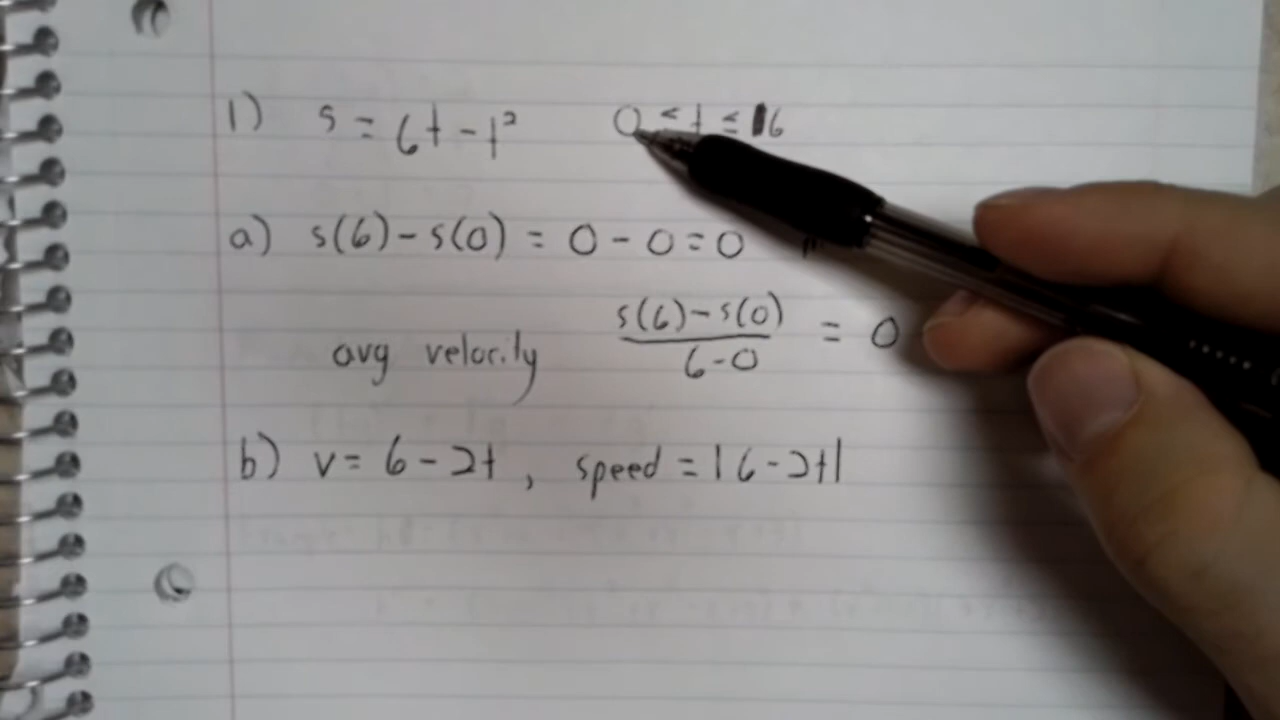 1) s = 6t - t² 0 < t ≤ 6
a) s(6) - s(0) = 0 - 0 = 0
avg velocity s(6) - s(0) / 6 - 0 = 0
b) v = 6 - 2t , speed = |6 - 2t|